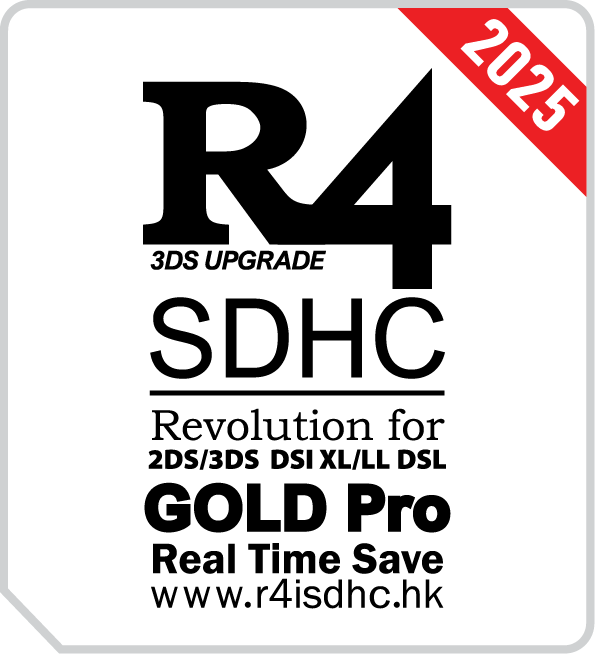 2025
R4
3DS UPGRADE
SDHC
Revolution for
2DS/3DS DSI XL/LL DSL
GOLD Pro
Real Time Save
www.r4isdhc.hk